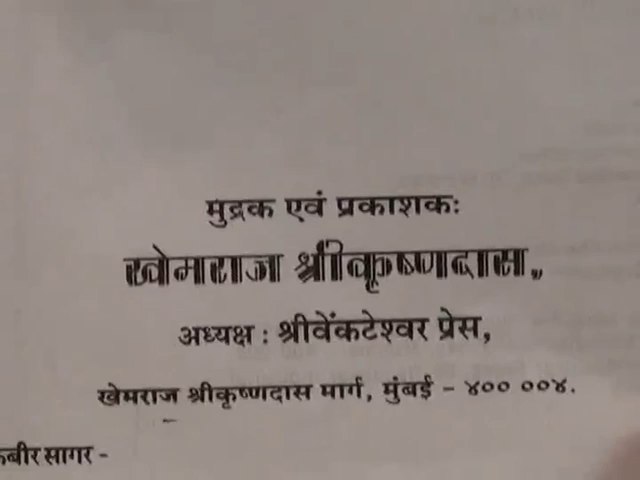 मुद्रक एवं प्रकाशकः
खेमराज श्रीकृष्णदास,,
अध्यक्ष : श्रीवेंकटेश्वर प्रेस,
खेमराज श्रीकृष्णदास मार्ग, मुंबई - ४०० ००४.
कबीर सागर -